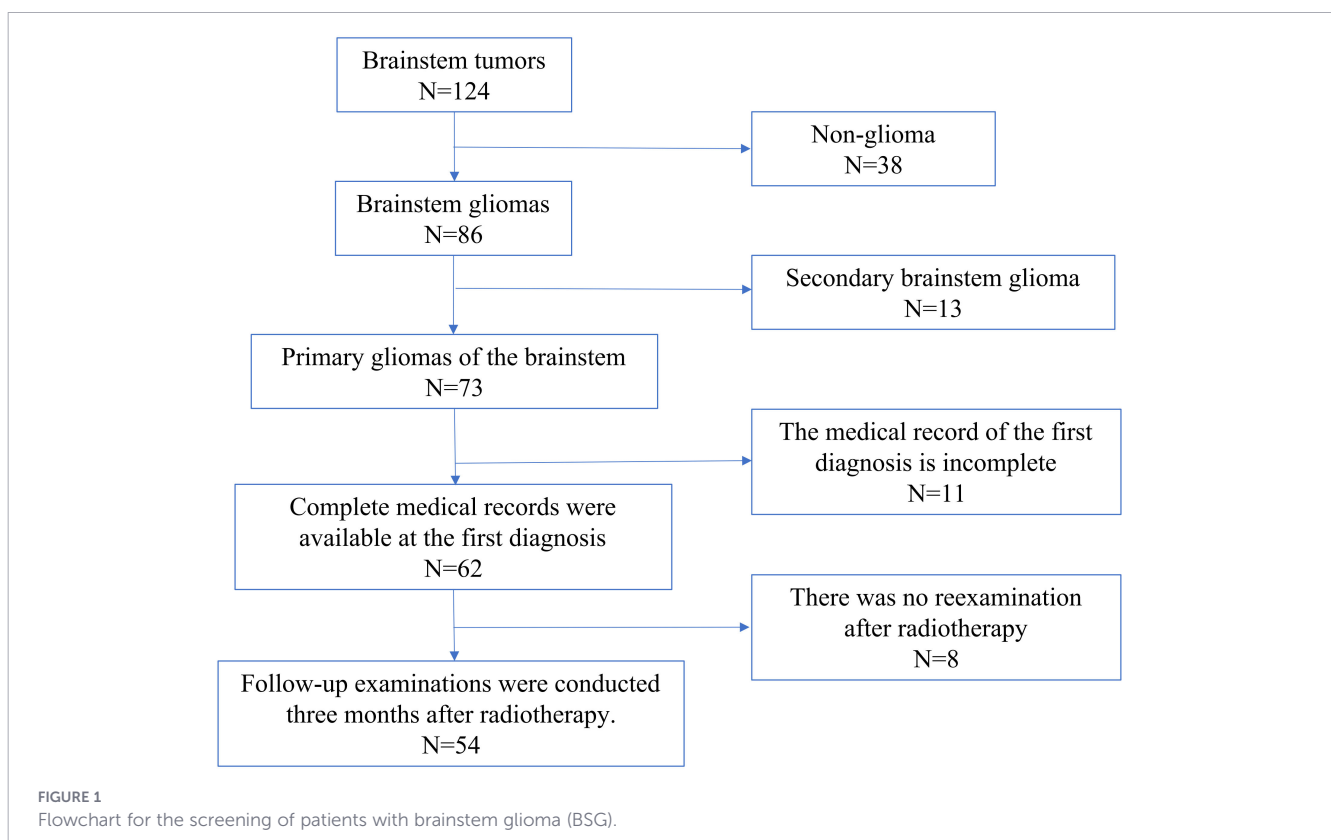 Brainstem tumors
N=124
Non-glioma
N=38
Brainstem gliomas
N=86
Secondary brainstem glioma
N=13
Primary gliomas of the brainstem
N=73
The medical record of the first
diagnosis is incomplete
N=11
Complete medical records were
available at the first diagnosis
N=62
There was no reexamination
after radiotherapy
N=8
Follow-up examinations were conducted
three months after radiotherapy.
N=54
FIGURE 1
Flowchart for the screening of patients with brainstem glioma (BSG).